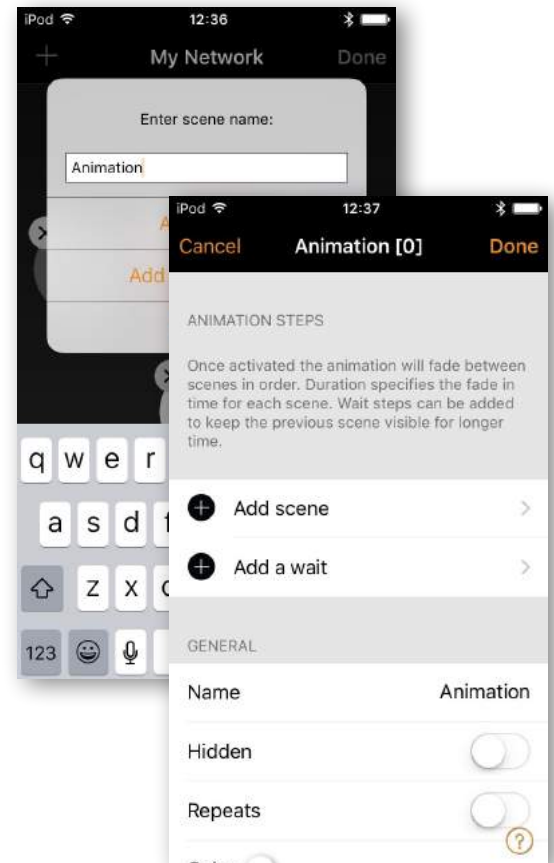 iPod 12:36
+ My Network Done
Enter scene name:
Animation
A
Add
q w e r
a s d
z x
123
iPod 12:37
Cancel Animation [0] Done
ANIMATION STEPS
Once activated the animation will fade between
scenes in order. Duration specifies the fade in
time for each scene. Wait steps can be added
to keep the previous scene visible for longer
time.
Add scene
Add a wait
GENERAL
Name Animation
Hidden
Repeats
?